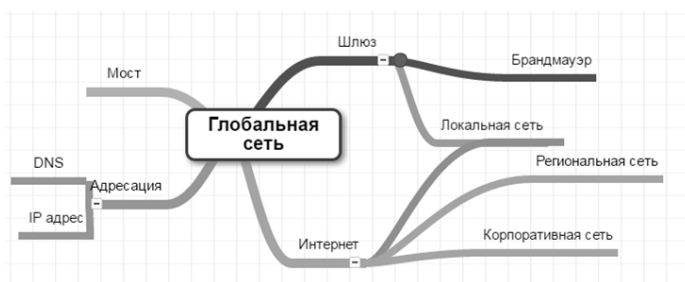 Шлюз
Брандмауэр
Мост
Глобальная
сеть
Локальная сеть
DNS
Региональная сеть
Адресация
IP адрес
Корпоративная сеть
Интернет